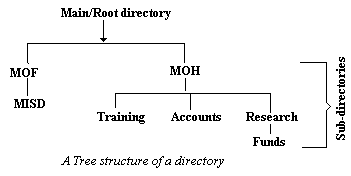 Main/Root directory
MOF
MOH
MISD
Training
Accounts
Research
Funds
Sub-directories
A Tree structure of a directory